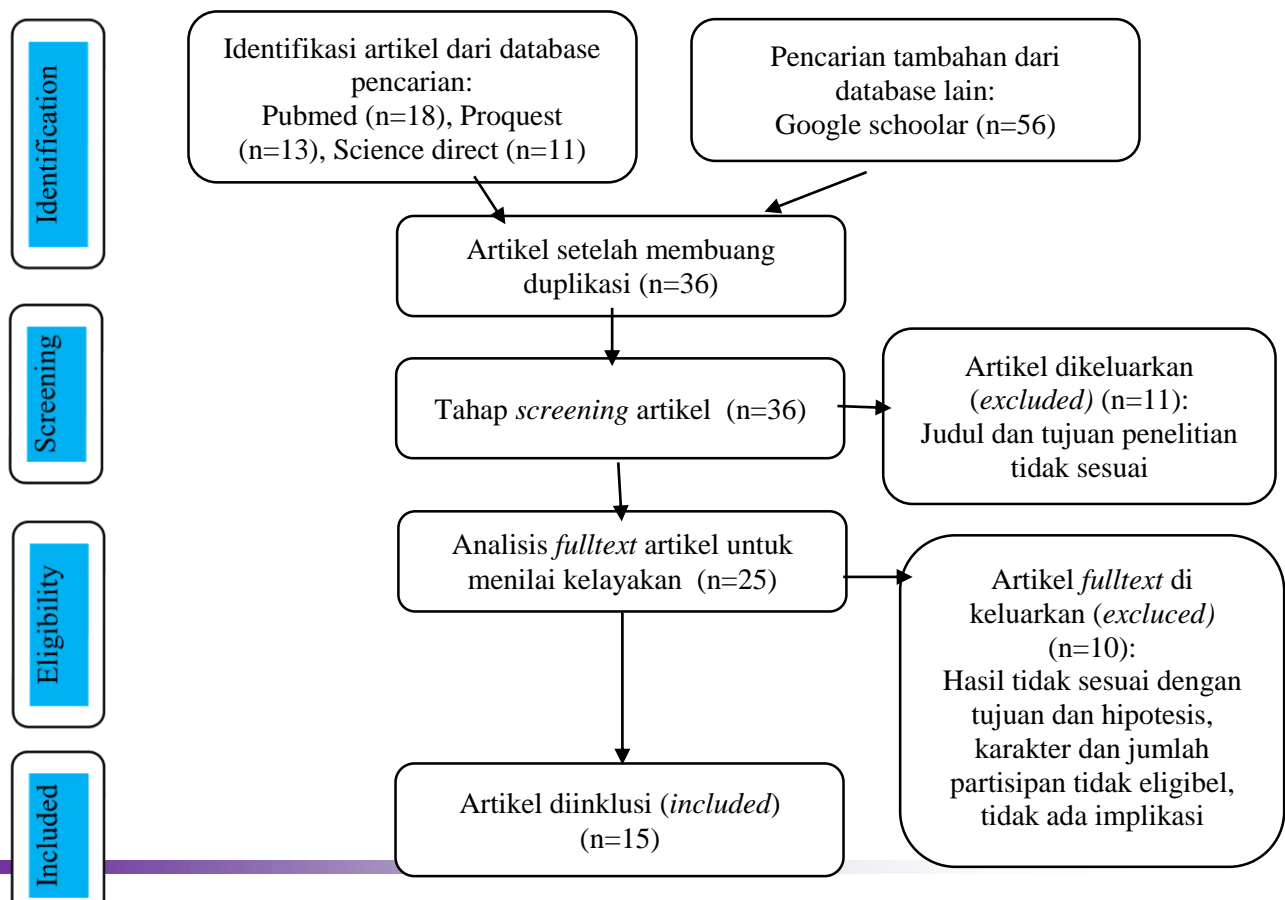 Identification
Identifikasi artikel dari database
pencarian:
Pubmed (n=18), Proquest
(n=13), Science direct (n=11)
Pencarian tambahan dari
database lain:
Google schoolar (n=56)
Artikel setelah membuang
duplikasi (n=36)
Screening
Tahap screening artikel (n=36)
Artikel dikeluarkan
(excluded) (n=11):
Judul dan tujuan penelitian
tidak sesuai
Eligibility
Analisis fulltext artikel untuk
menilai kelayakan (n=25)
Artikel fulltext di
keluarkan (excluced)
(n=10):
Hasil tidak sesuai dengan
tujuan dan hipotesis,
karakter dan jumlah
partisipan tidak eligibel,
tidak ada implikasi
Included
Artikel diinklusi (included)
(n=15)